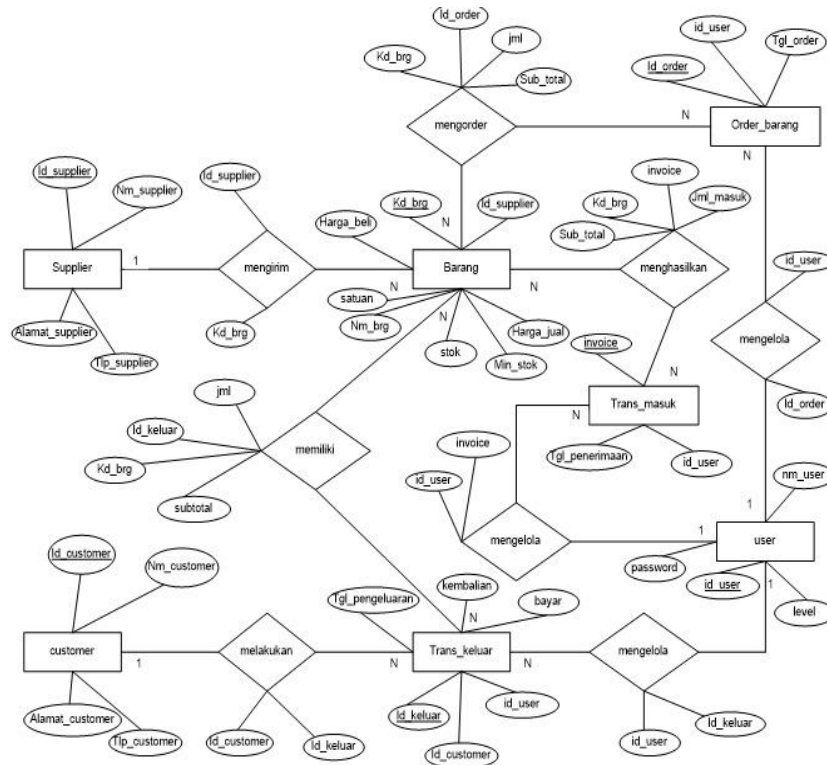 Id_order
id_user
jml
Tgl_order
Kd_brg
Id_order
Sub_total
mengorder
N
Order_barang
N
Id_supplier
Id_supplier
invoice
Nm_supplier
Kd_brg
Jml_masuk
Kd_brg
Id_supplier
N
Harga_beli
Sub_total
Supplier
1
mengirim
Barang
menghasilkan
id_user
N
N
satuan
N
Nm_brg
Harga_jual
Alamat_supplier
Kd_brg
stok
Min_stok
invoice
mengelola
Tlp_supplier
N
jml
Trans_masuk
Id_order
N
Id_keluar
invoice
memiliki
Tgl_penerimaan
id_user
Kd_brg
id_user
nm_user
subtotal
1
1
user
mengelola
Id_customer
password
Nm_customer
kembalian
id_user
1
Tgl_pengeluaran
bayar
level
N
customer
melakukan
Trans_keluar
mengelola
1
N
N
Alamat_customer
Id_keluar
id_user
Id_keluar
Tlp_customer
Id_customer
Id_keluar
id_user
Id_customer